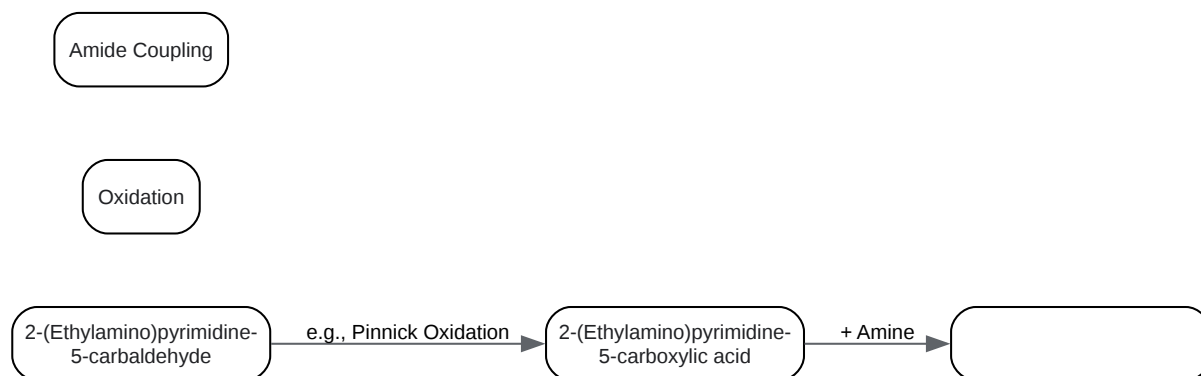 Amide Coupling
Oxidation
2-(Ethylamino)pyrimidine-
5-carbaldehyde
e.g., Pinnick Oxidation
2-(Ethylamino)pyrimidine-
5-carboxylic acid
+ Amine